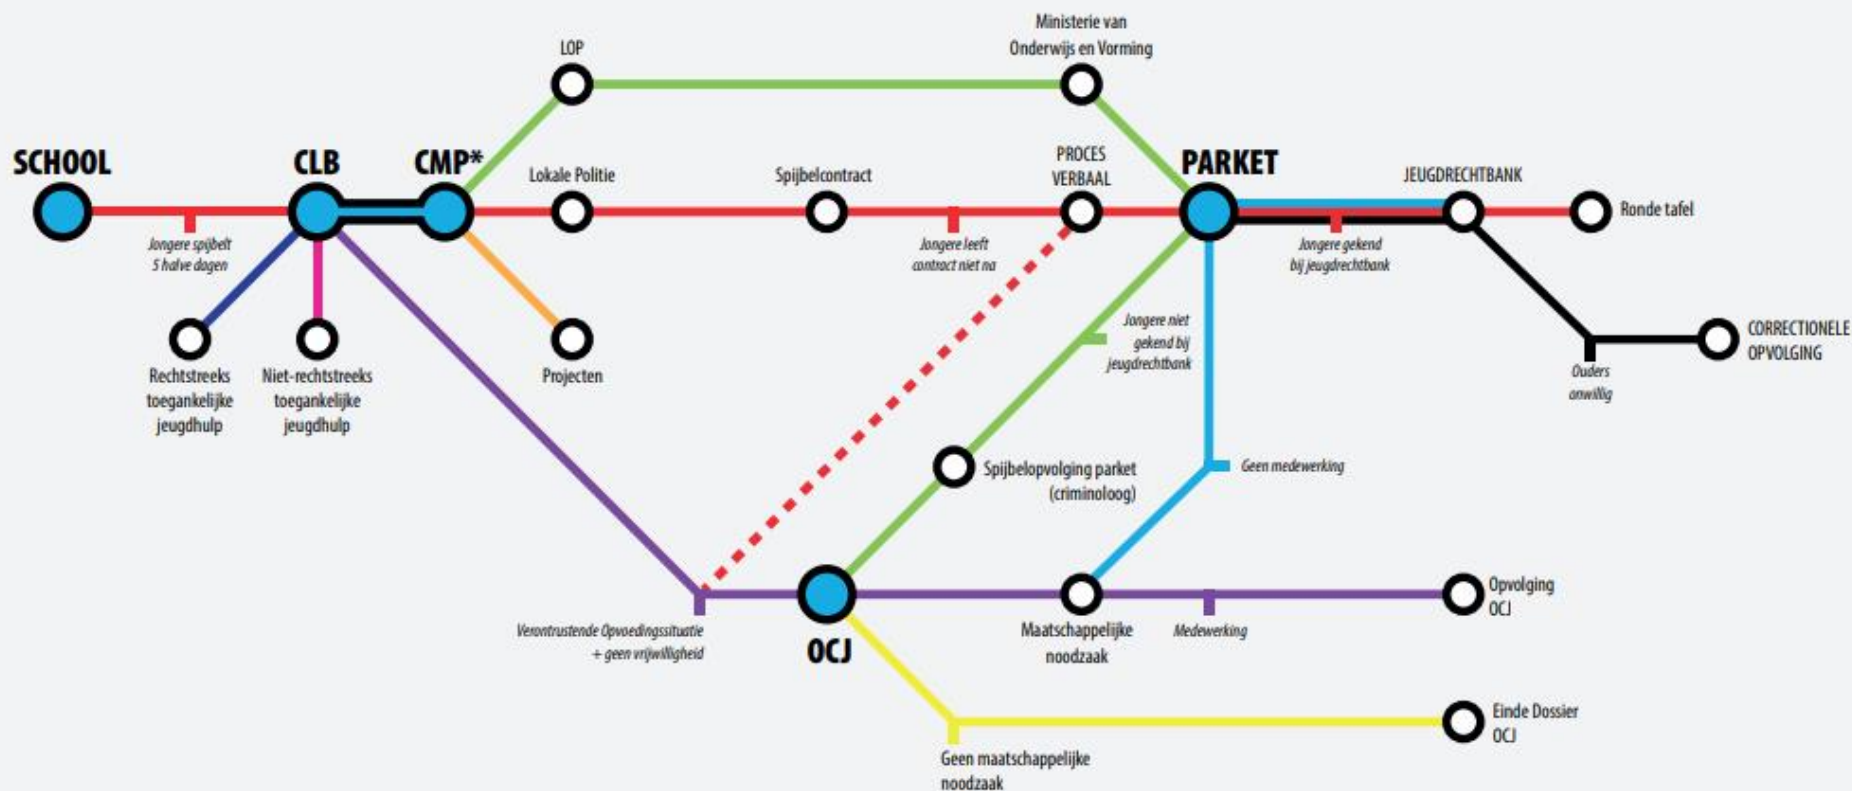 Ministerie van
Onderwijs en Vorming
LOP
SCHOOL
CLB
CMP*
Lokale Politie
Spijbelcontract
PROCES
VERBAAL
PARKET
JEUGDRECHTBANK
Ronde tafel
Jongere spijbelt
5 halve dagen
Jongere leeft
contract niet na
Jongere gekend
bij jeugdrechtbank
Rechtstreeks
toegankelijke
jeugdhulp
Niet-rechtstreeks
toegankelijke
jeugdhulp
Projecten
Jongere niet
gekend bij
jeugdrechtbank
CORRECTIONELE
OPVOLGING
Ouders
onwillig
Spijbelopvolging parket
(criminoloog)
Geen medewerking
Verontrustende Opvoedingssituatie
+ geen vrijwilligheid
OCJ
Maatschappelijke
noodzaak
Medewerking
Opvolging
OCJ
Geen maatschappelijke
noodzaak
Einde Dossier
OCJ